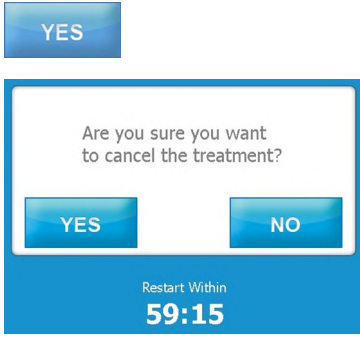 YES
Are you sure you want
to cancel the treatment?
YES
NO
Restart Within
59:15